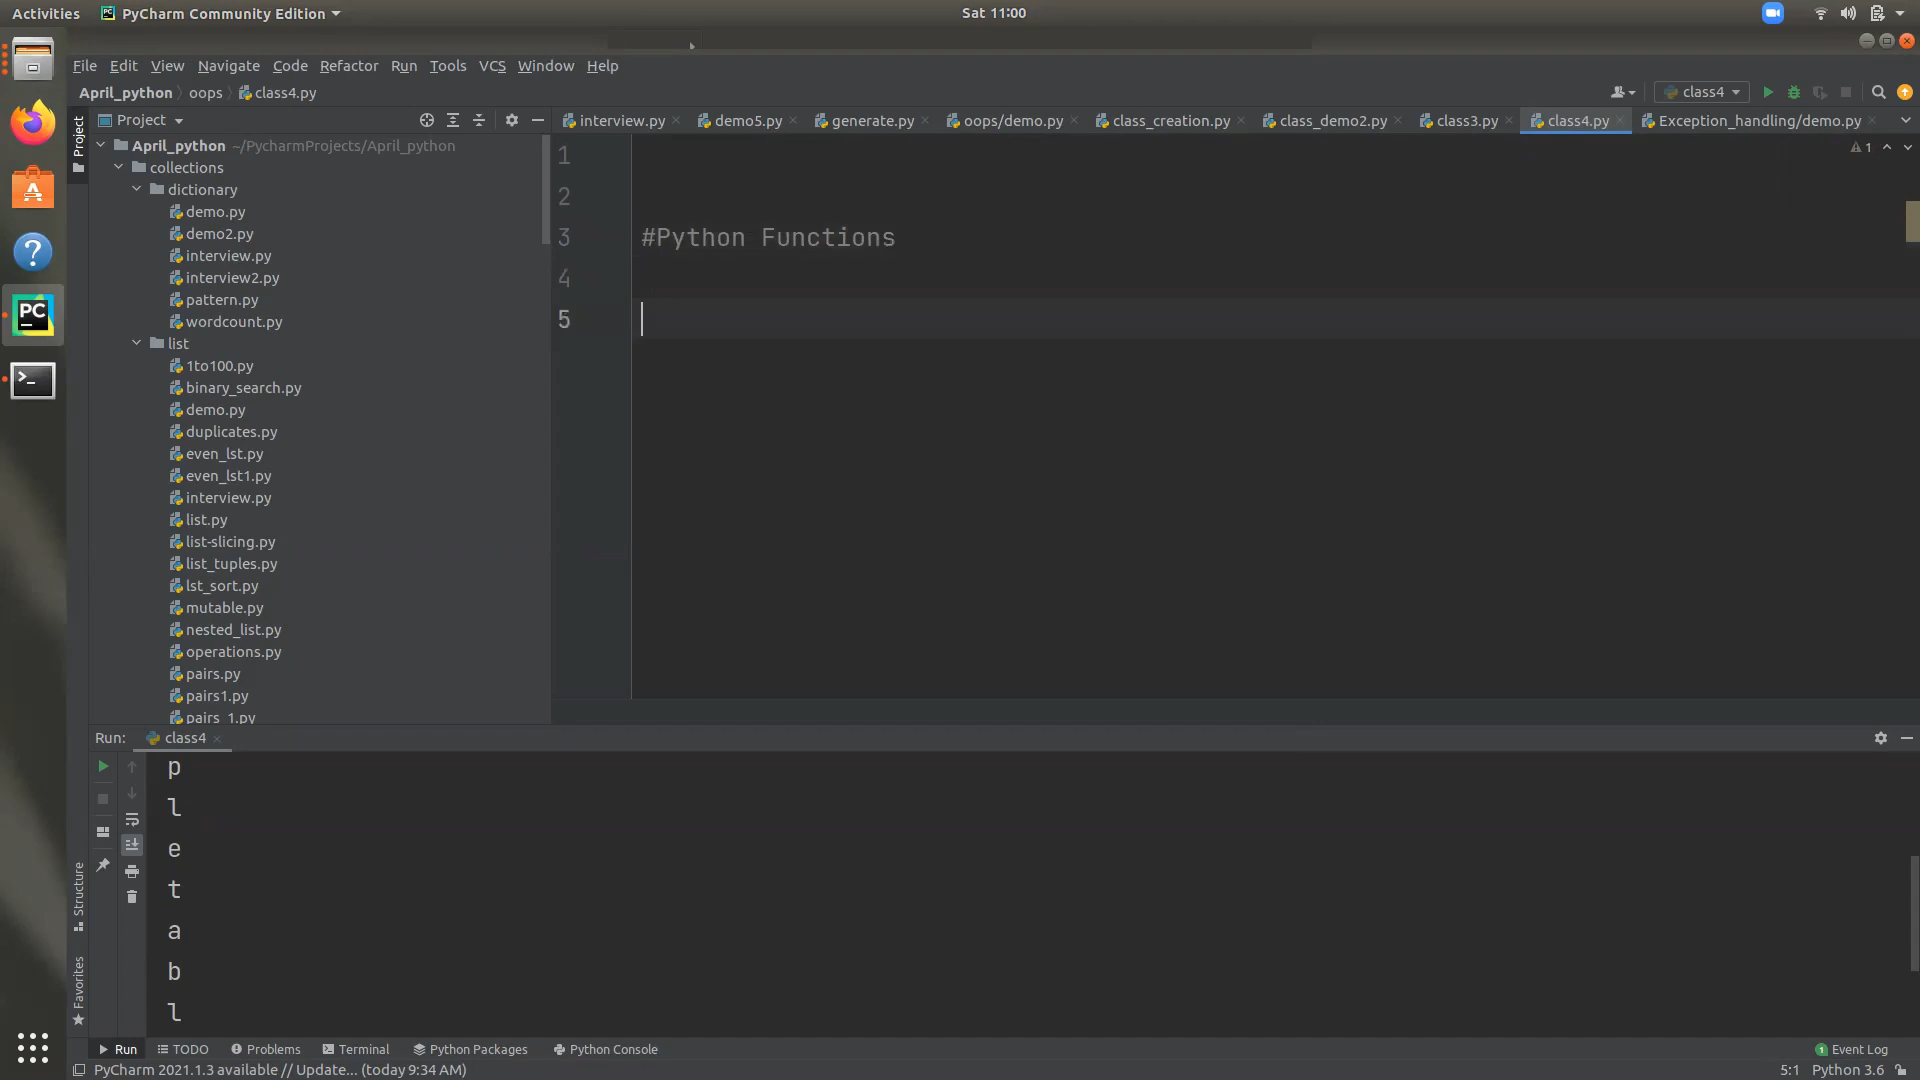 Activities PyCharm Community Edition Sat 11:00
File Edit View Navigate Code Refactor Run Tools VCS Window Help
April_python oops class4.py class4
Project interview.py demo5.py generate.py oops/demo.py class_creation.py class_demo2.py class3.py class4.py Exception_handling/demo.py
Project
April_python ~/PycharmProjects/April_python
collections
dictionary
demo.py
demo2.py
interview.py
interview2.py
pattern.py
wordcount.py
list
1to100.py
binary_search.py
demo.py
duplicates.py
even_lst.py
even_lst1.py
interview.py
list.py
list-slicing.py
list_tuples.py
lst_sort.py
mutable.py
nested_list.py
operations.py
pairs.py
pairs1.py
pairs_1.py
1
1
2
3 #Python Functions
4
5
Run: class4
p
l
e
t
a
b
l
Structure
Favorites
Run TODO Problems Terminal Python Packages Python Console 1 Event Log
PyCharm 2021.1.3 available // Update... (today 9:34 AM) 5:1 Python 3.6